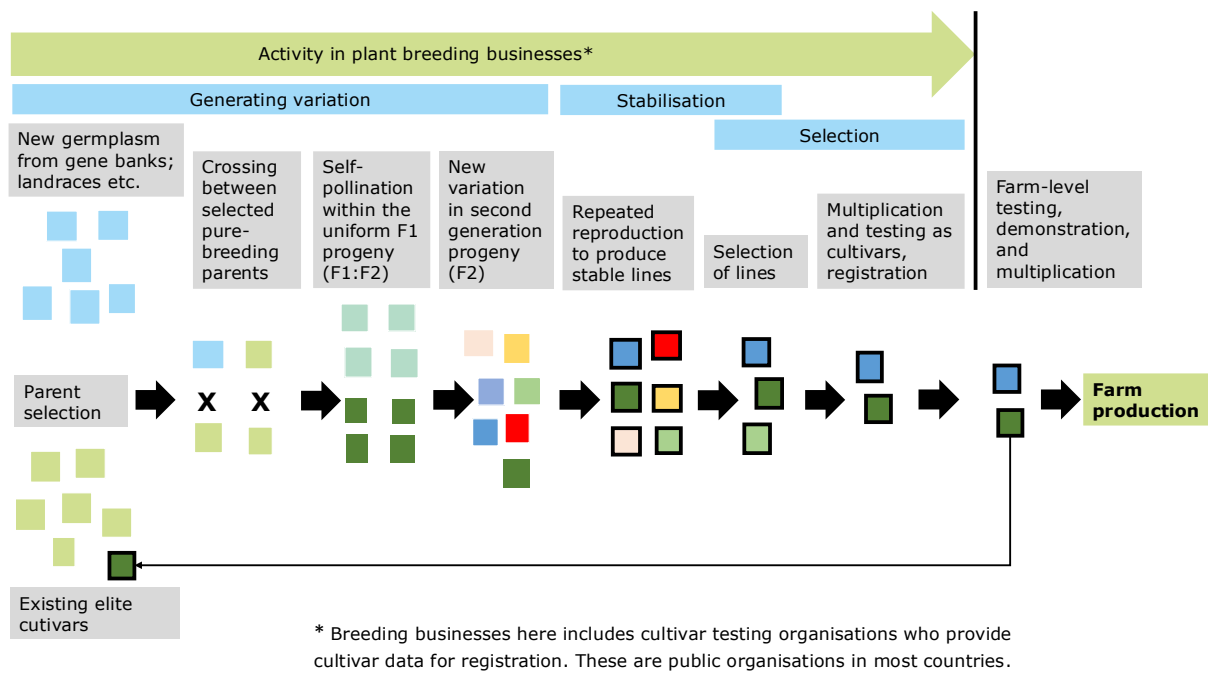 Activity in plant breeding businesses*
Generating variation
Stabilisation
Selection
New germplasm
from gene banks;
landraces etc.
Crossing
between
selected
pure-
breeding
parents
Self-
pollination
within the
uniform F1
progeny
(F1:F2)
New
variation
in second
generation
progeny
(F2)
Repeated
reproduction
to produce
stable lines
Selection
of lines
Multiplication
and testing as
cultivars,
registration
Farm-level
testing,
demonstration,
and
multiplication
Parent
selection
X X
Farm
production
Existing elite
cutivars
* Breeding businesses here includes cultivar testing organisations who provide
cultivar data for registration. These are public organisations in most countries.